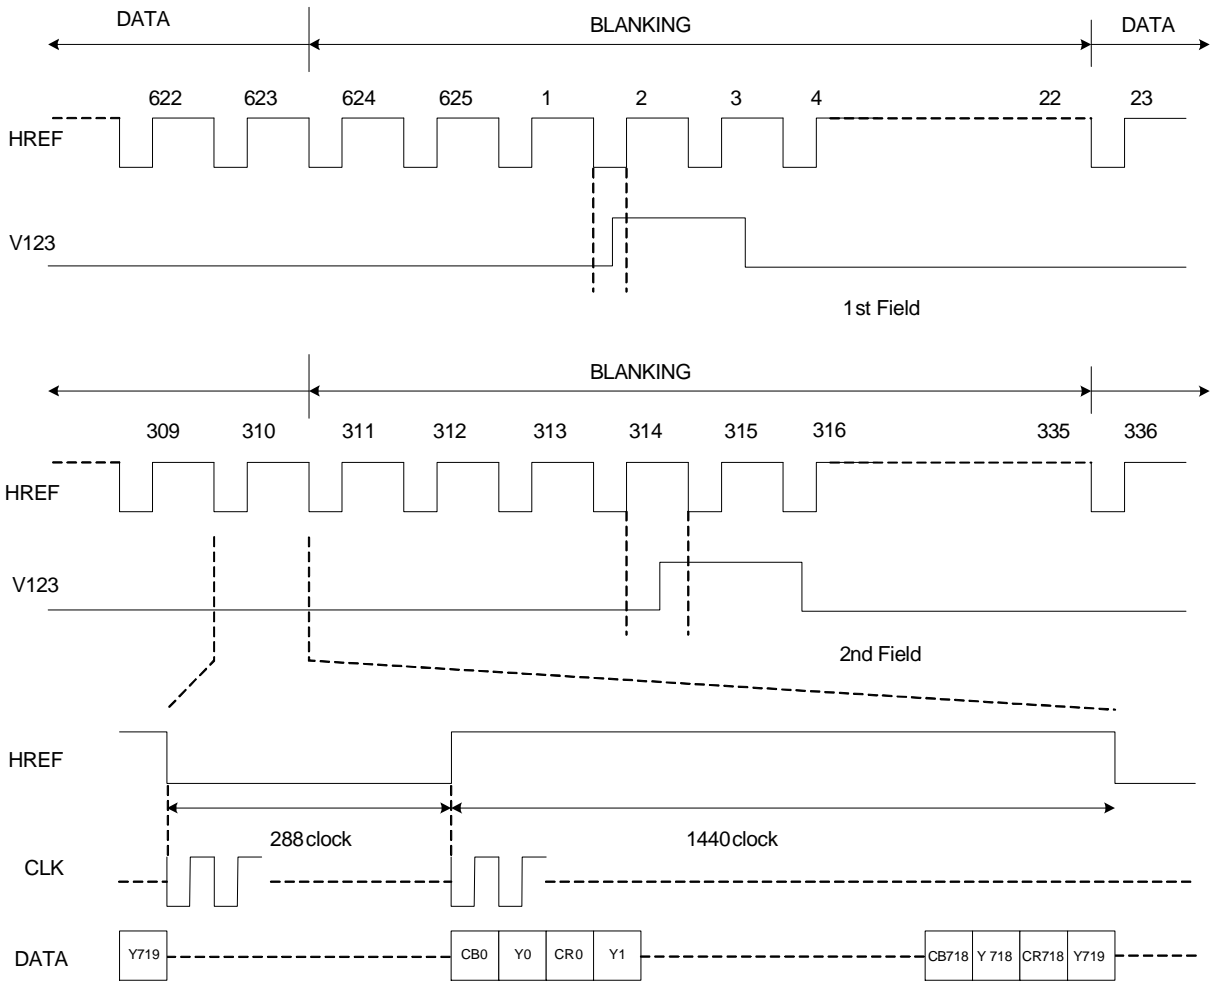 DATA BLANKING DATA
622 623 624 625 1 2 3 4 22 23
HREF
V123
1st Field
BLANKING
309 310 311 312 313 314 315 316 335 336
HREF
V123
2nd Field
HREF
288clock 1440clock
CLK
DATA Y719 CB0 Y0 CR0 Y1 CB718 Y 718 CR718 Y719